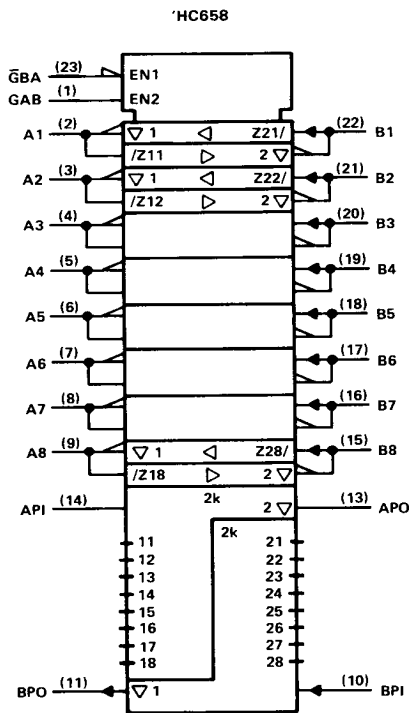 'HC658
G̅BA (23) EN1
GAB (1) EN2
A1 (2) ▽ 1 ◁ Z21/ (22) B1
/Z11 ▷ 2 ▽
A2 (3) ▽ 1 ◁ Z22/ (21) B2
/Z12 ▷ 2 ▽
A3 (4) (20) B3
A4 (5) (19) B4
A5 (6) (18) B5
A6 (7) (17) B6
A7 (8) (16) B7
A8 (9) ▽ 1 ◁ Z28/ (15) B8
/Z18 ▷ 2 ▽
2k
API (14) 2 ▽ (13) APO
2k
11 21
12 22
13 23
14 24
15 25
16 26
17 27
18 28
BPO (11) ▽ 1 (10) BPI